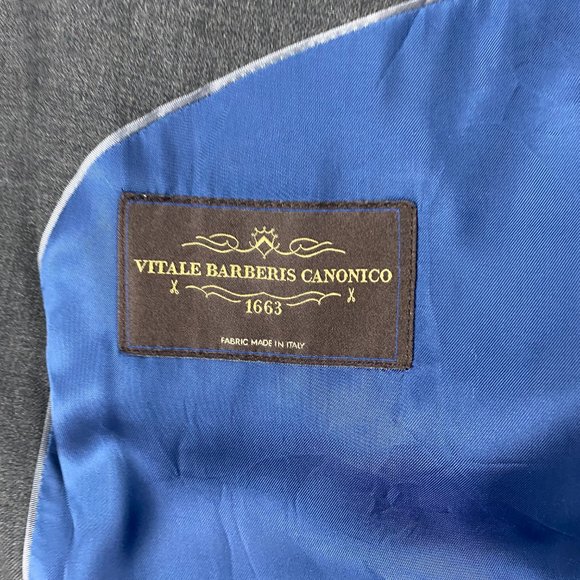 VITALE BARBERIS CANONICO
1663
FABRIC MADE IN ITALY